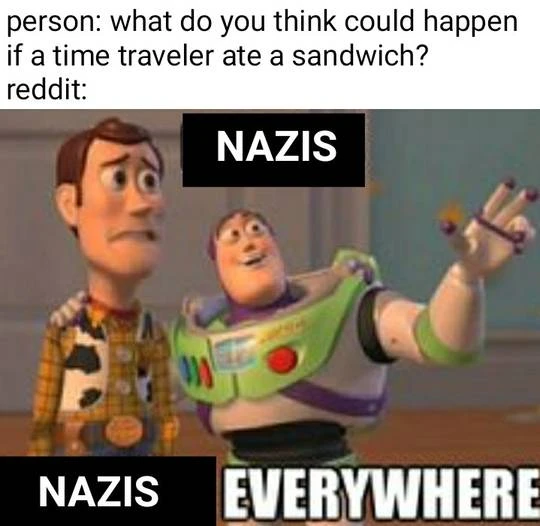 person: what do you think could happen
if a time traveler ate a sandwich?
reddit:
NAZIS
NAZIS EVERYWHERE